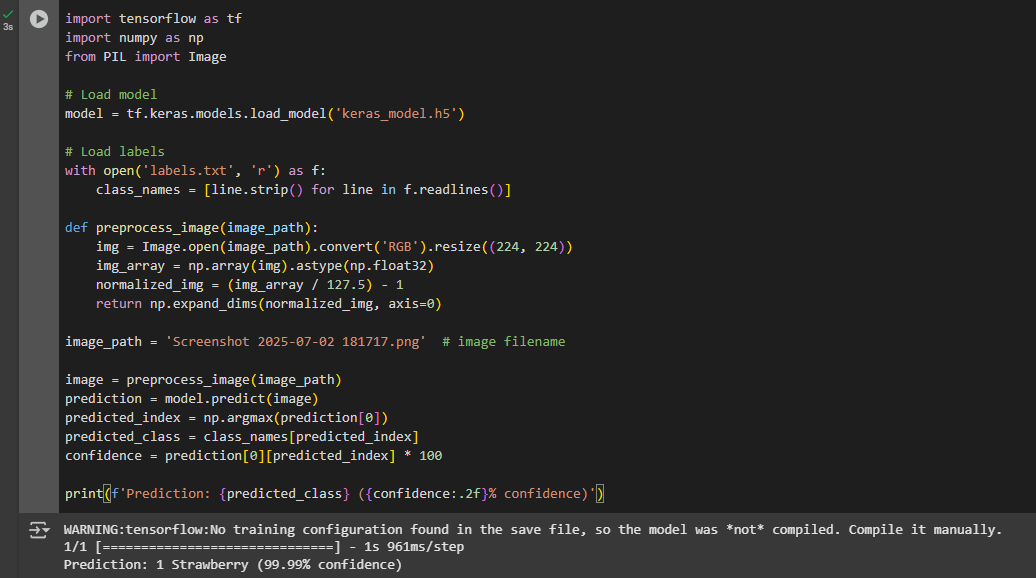 3s
import tensorflow as tf
import numpy as np
from PIL import Image
# Load model
model = tf.keras.models.load_model('keras_model.h5')
# Load labels
with open('labels.txt', 'r') as f:
    class_names = [line.strip() for line in f.readlines()]
def preprocess_image(image_path):
    img = Image.open(image_path).convert('RGB').resize((224, 224))
    img_array = np.array(img).astype(np.float32)
    normalized_img = (img_array / 127.5) - 1
    return np.expand_dims(normalized_img, axis=0)
image_path = 'Screenshot 2025-07-02 181717.png'  # image filename
image = preprocess_image(image_path)
prediction = model.predict(image)
predicted_index = np.argmax(prediction[0])
predicted_class = class_names[predicted_index]
confidence = prediction[0][predicted_index] * 100
print(f'Prediction: {predicted_class} ({confidence:.2f}% confidence)')
WARNING:tensorflow:No training configuration found in the save file, so the model was *not* compiled. Compile it manually.
1/1 [==============================] - 1s 961ms/step
Prediction: 1 Strawberry (99.99% confidence)